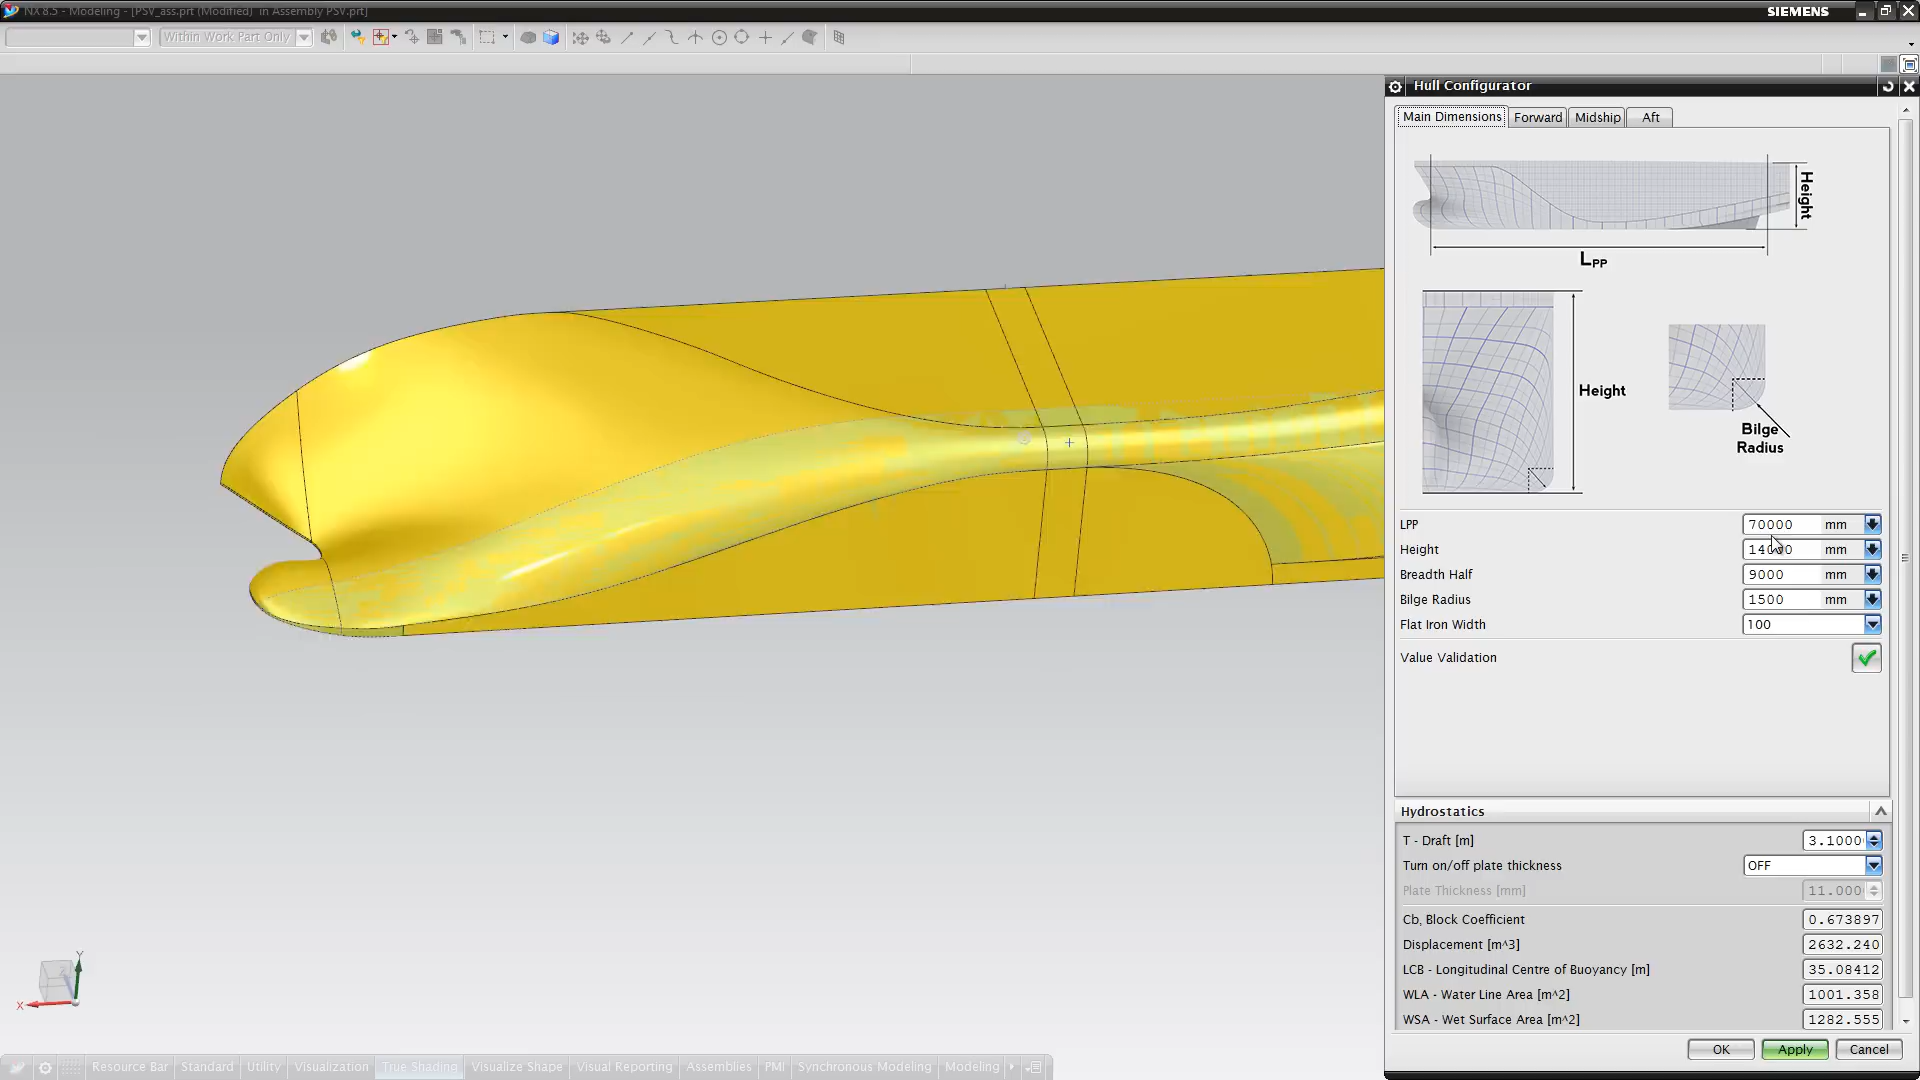 NX 8.5 - Modeling - [PSV_ass.prt (Modified)  in Assembly PSV.prt]
SIEMENS
Within Work Part Only
Hull Configurator
Main Dimensions
Forward
Midship
Aft
Height
LPP
Height
Bilge
Radius
LPP 70000 mm
Height mm
Breadth Half 9000 mm
Bilge Radius 1500 mm
Flat Iron Width 100
Value Validation
Hydrostatics
T - Draft [m] 3.1000
Turn on/off plate thickness OFF
Plate Thickness [mm] 11.000
Cb, Block Coefficient 0.673897
Displacement [m^3] 2632.240
LCB - Longitudinal Centre of Buoyancy [m] 35.08412
WLA - Water Line Area [m^2] 1001.358
WSA - Wet Surface Area [m^2] 1282.555
OK
Apply
Cancel
Z
Y
X
Resource Bar
Standard
Utility
Visualization
True Shading
Visualize Shape
Visual Reporting
Assemblies
PMI
Synchronous Modeling
Modeling